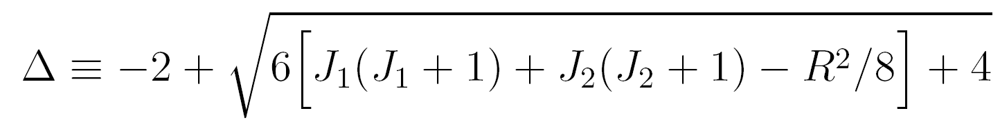 Δ ≡ −2 + √6[J₁(J₁ + 1) + J₂(J₂ + 1) − R²/8] + 4